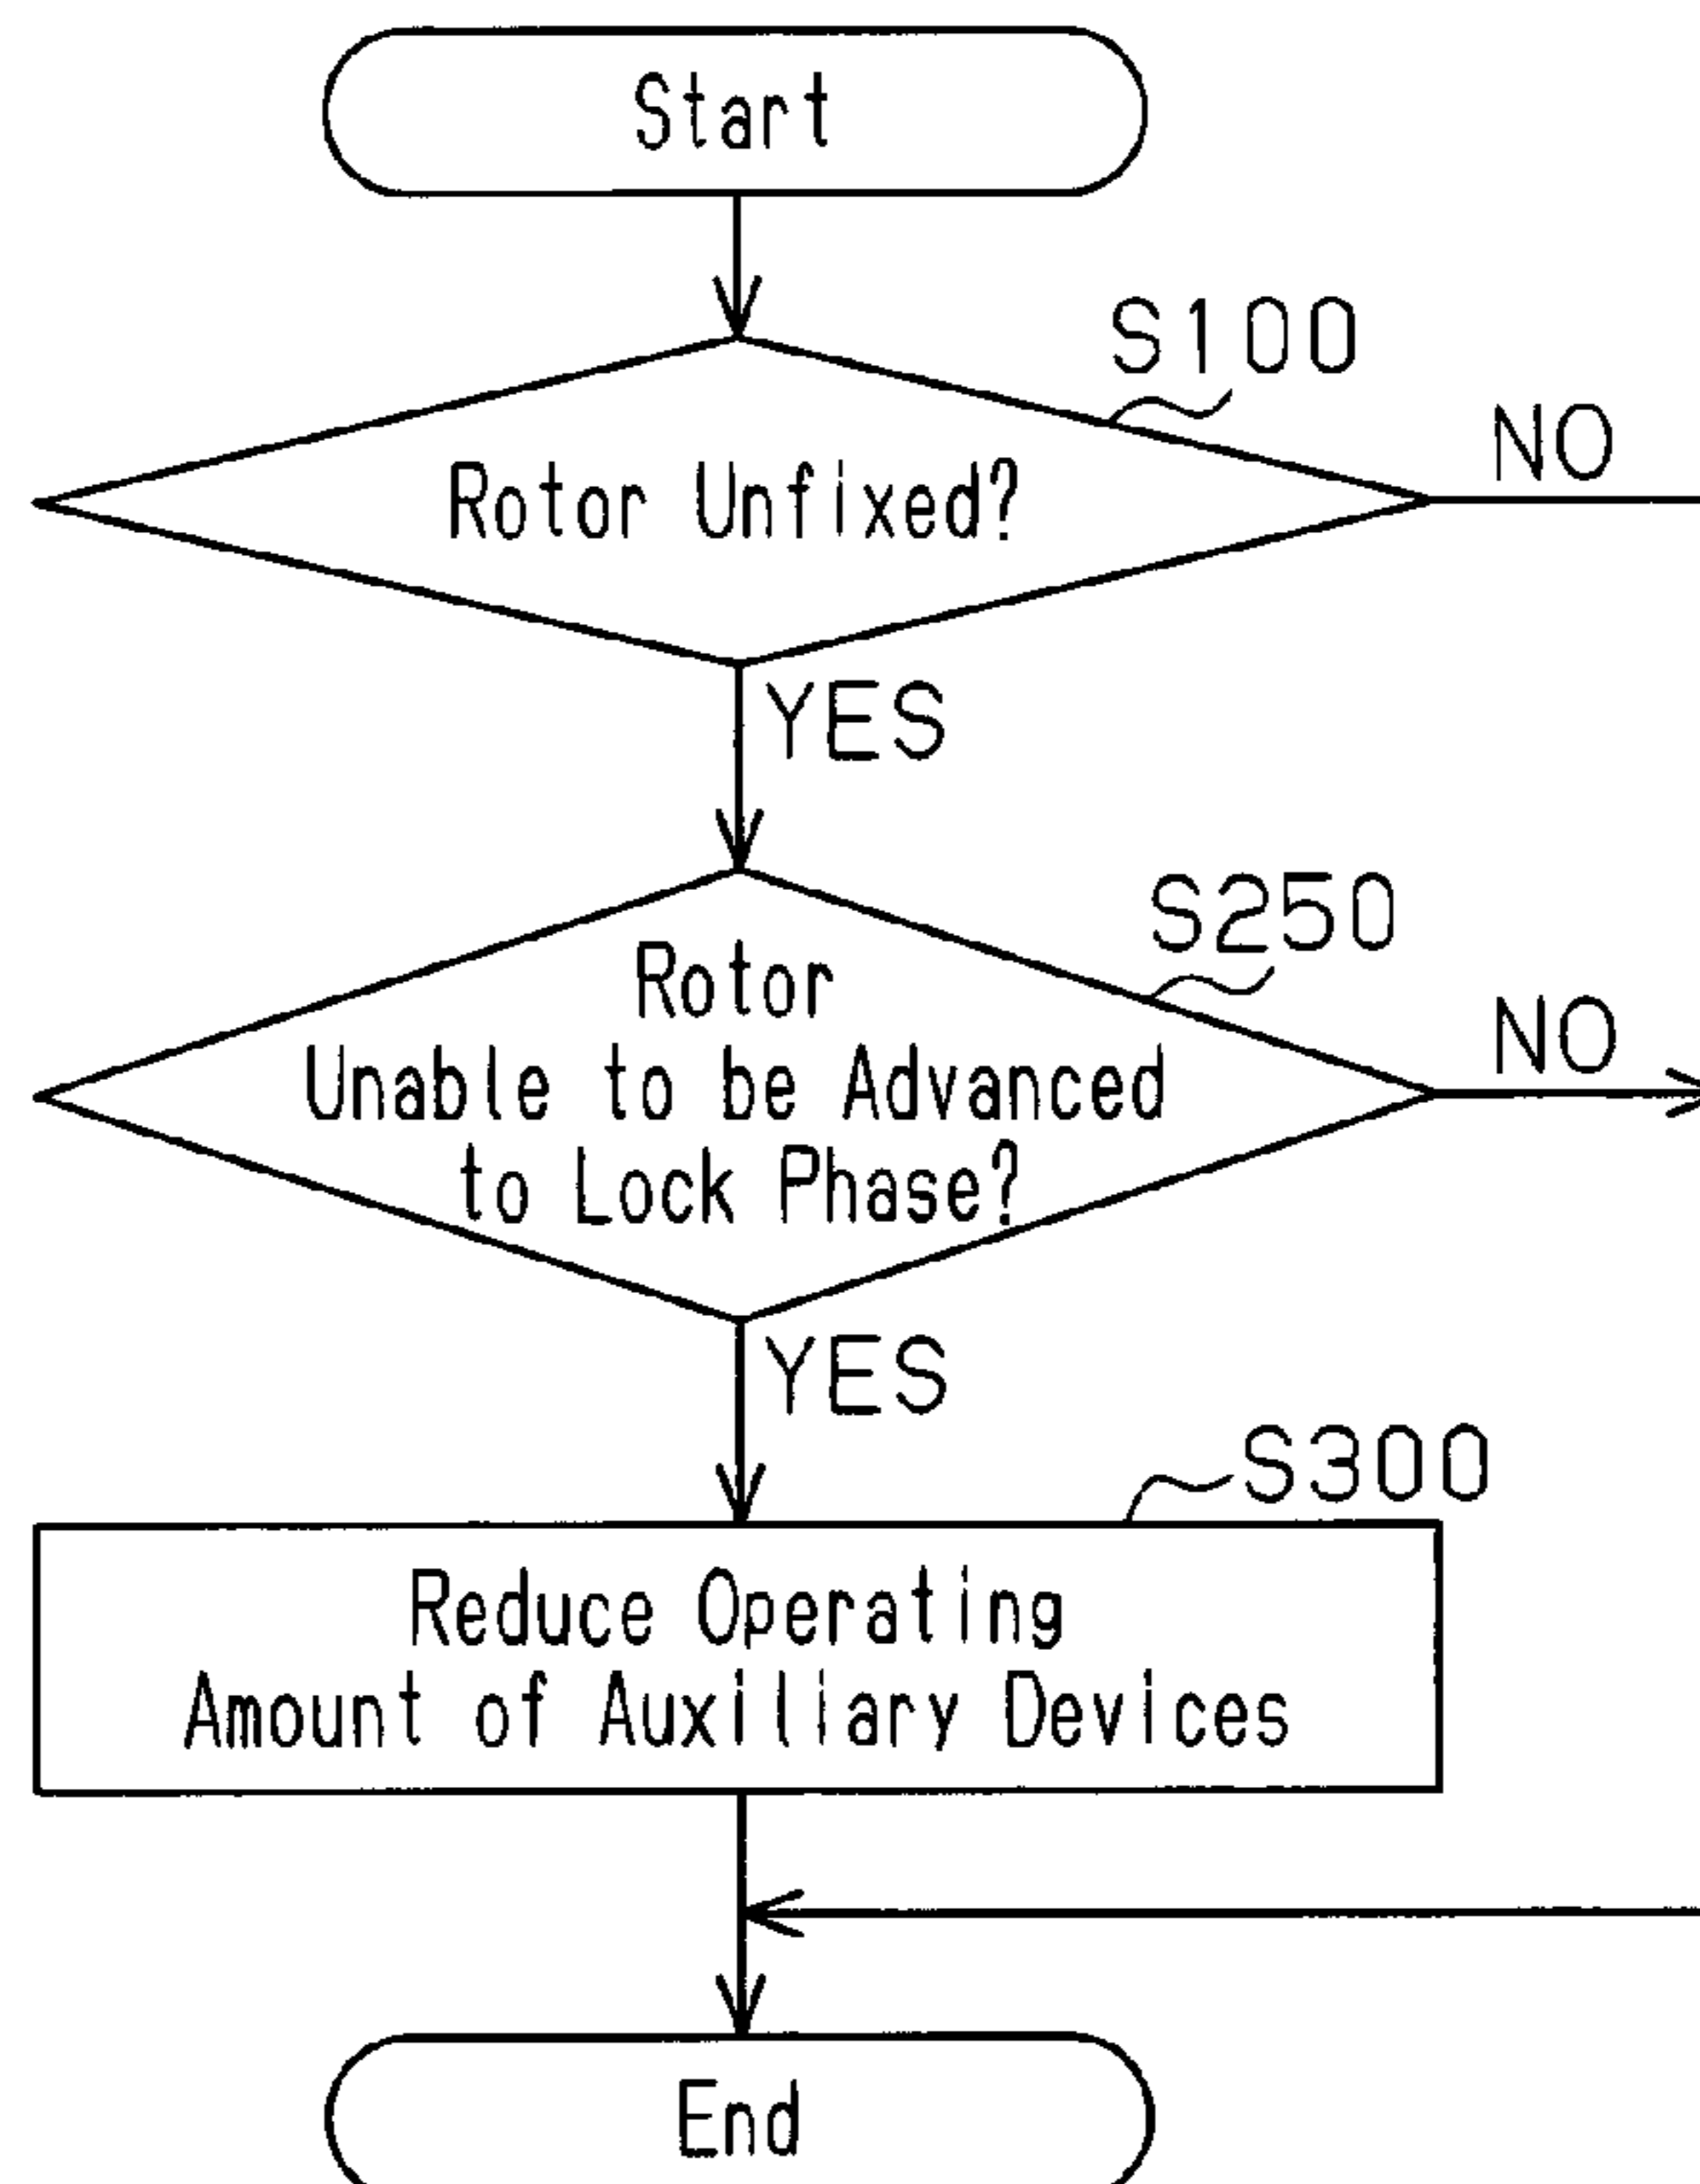 Start
S100
NO
Rotor Unfixed?
YES
S250
NO
Rotor
Unable to be Advanced
to Lock Phase?
YES
S300
Reduce Operating
Amount of Auxiliary Devices
End